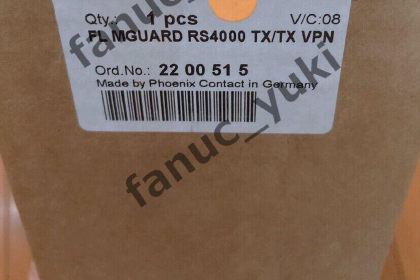 Qty.: 1 pcs V/C:08
FL MGUARD RS4000 TX/TX VPN
Ord.No.: 22 00 51 5
Made by Phoenix Contact in Germany
fanuc_yuki
fanuc_yuki